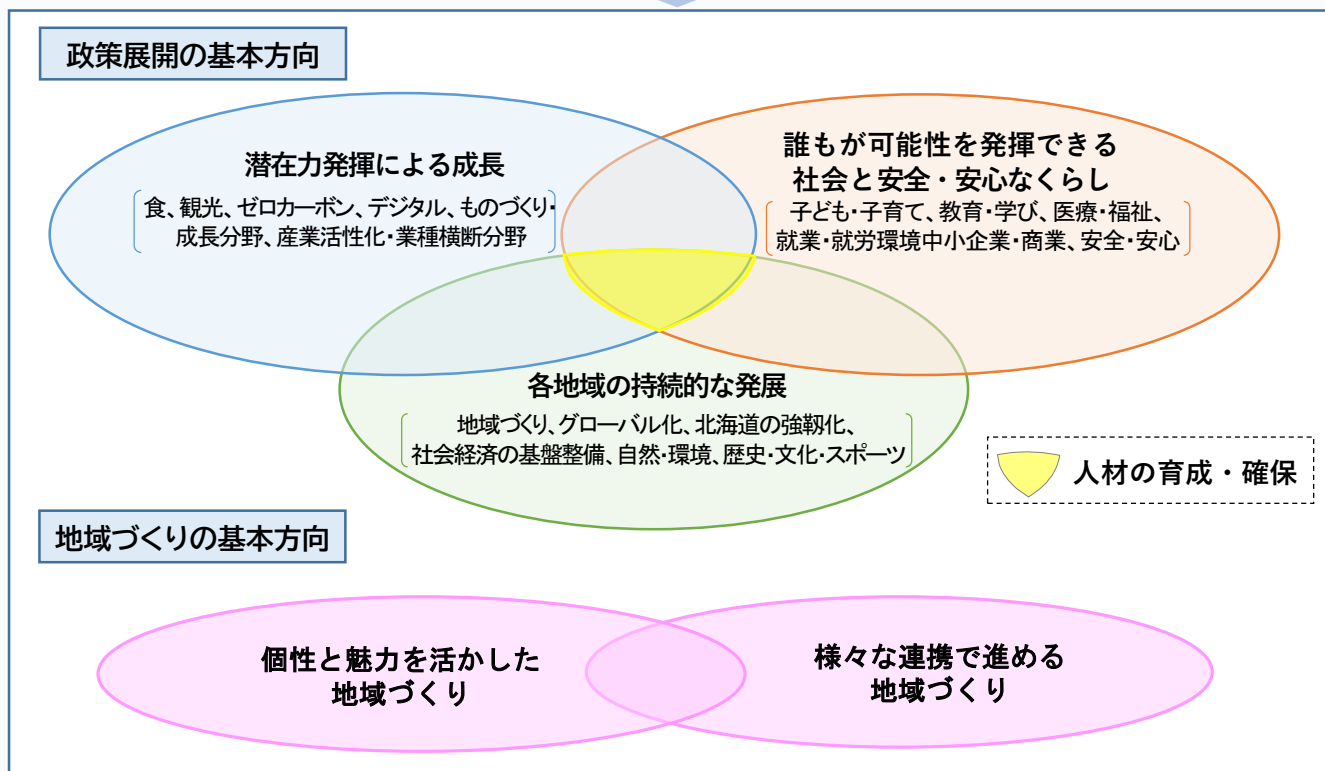 政策展開の基本方向
潜在力発揮による成長
食、観光、ゼロカーボン、デジタル、ものづくり・
成長分野、産業活性化・業種横断分野
誰もが可能性を発揮できる
社会と安全・安心なくらし
子ども・子育て、教育・学び、医療・福祉、
就業・就労環境中小企業・商業、安全・安心
各地域の持続的な発展
地域づくり、グローバル化、北海道の強靱化、
社会経済の基盤整備、自然・環境、歴史・文化・スポーツ
人材の育成・確保
地域づくりの基本方向
個性と魅力を活かした
地域づくり
様々な連携で進める
地域づくり